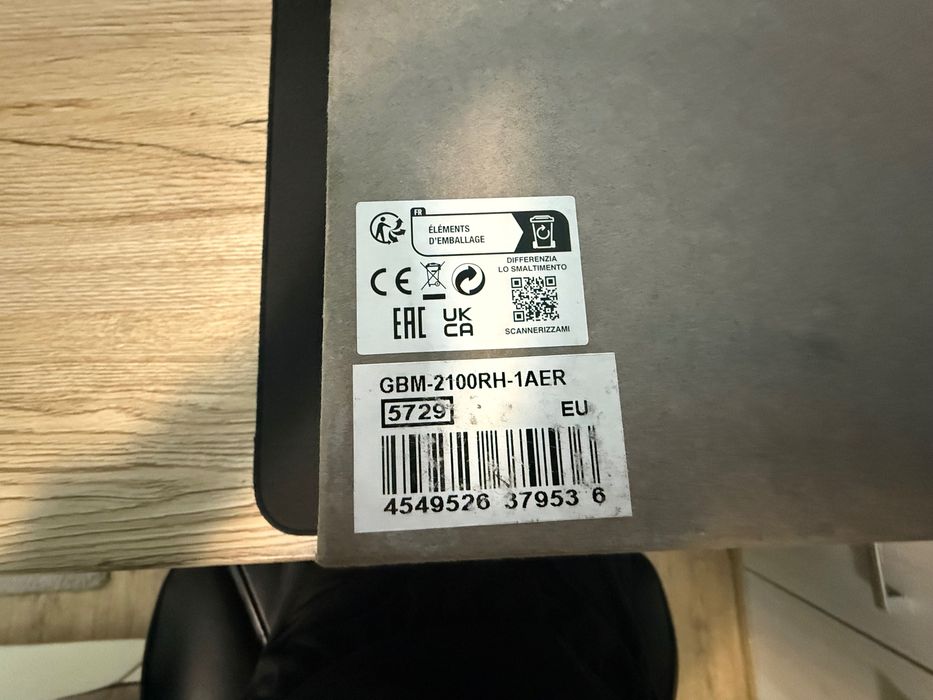 FR
ÉLÉMENTS
D'EMBALLAGE
DIFFERENZIA
LO SMALTIMENTO
CE
EAC
UK
CA
SCANNERIZZAMI
GBM-2100RH-1AER
5729 EU
4549526 37953 6